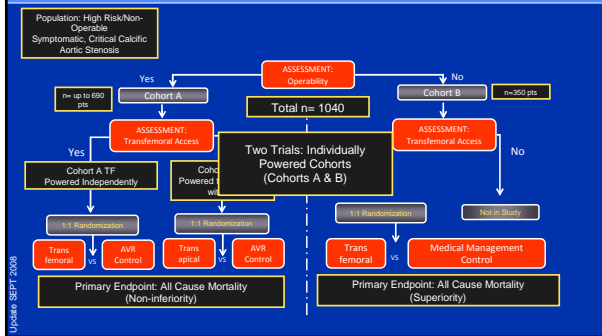 Population: High Risk/Non-
Operable
Symptomatic, Critical Calcific
Aortic Stenosis
ASSESSMENT:
Operability
Yes
No
n= up to 690
pts
Cohort A
Total n= 1040
Cohort B
n=350 pts
ASSESSMENT:
Transfemoral Access
ASSESSMENT:
Transfemoral Access
Two Trials: Individually
Powered Cohorts
(Cohorts A & B)
Yes
No
Cohort A TF
Powered Independently
Powered
1:1 Randomization
1:1 Randomization
1:1 Randomization
Not in Study
Trans
femoral
vs
AVR
Control
Trans
apical
vs
AVR
Control
Trans
femoral
vs
Medical Management
Control
Primary Endpoint: All Cause Mortality
(Non-inferiority)
Primary Endpoint: All Cause Mortality
(Superiority)
Update SEPT 2008